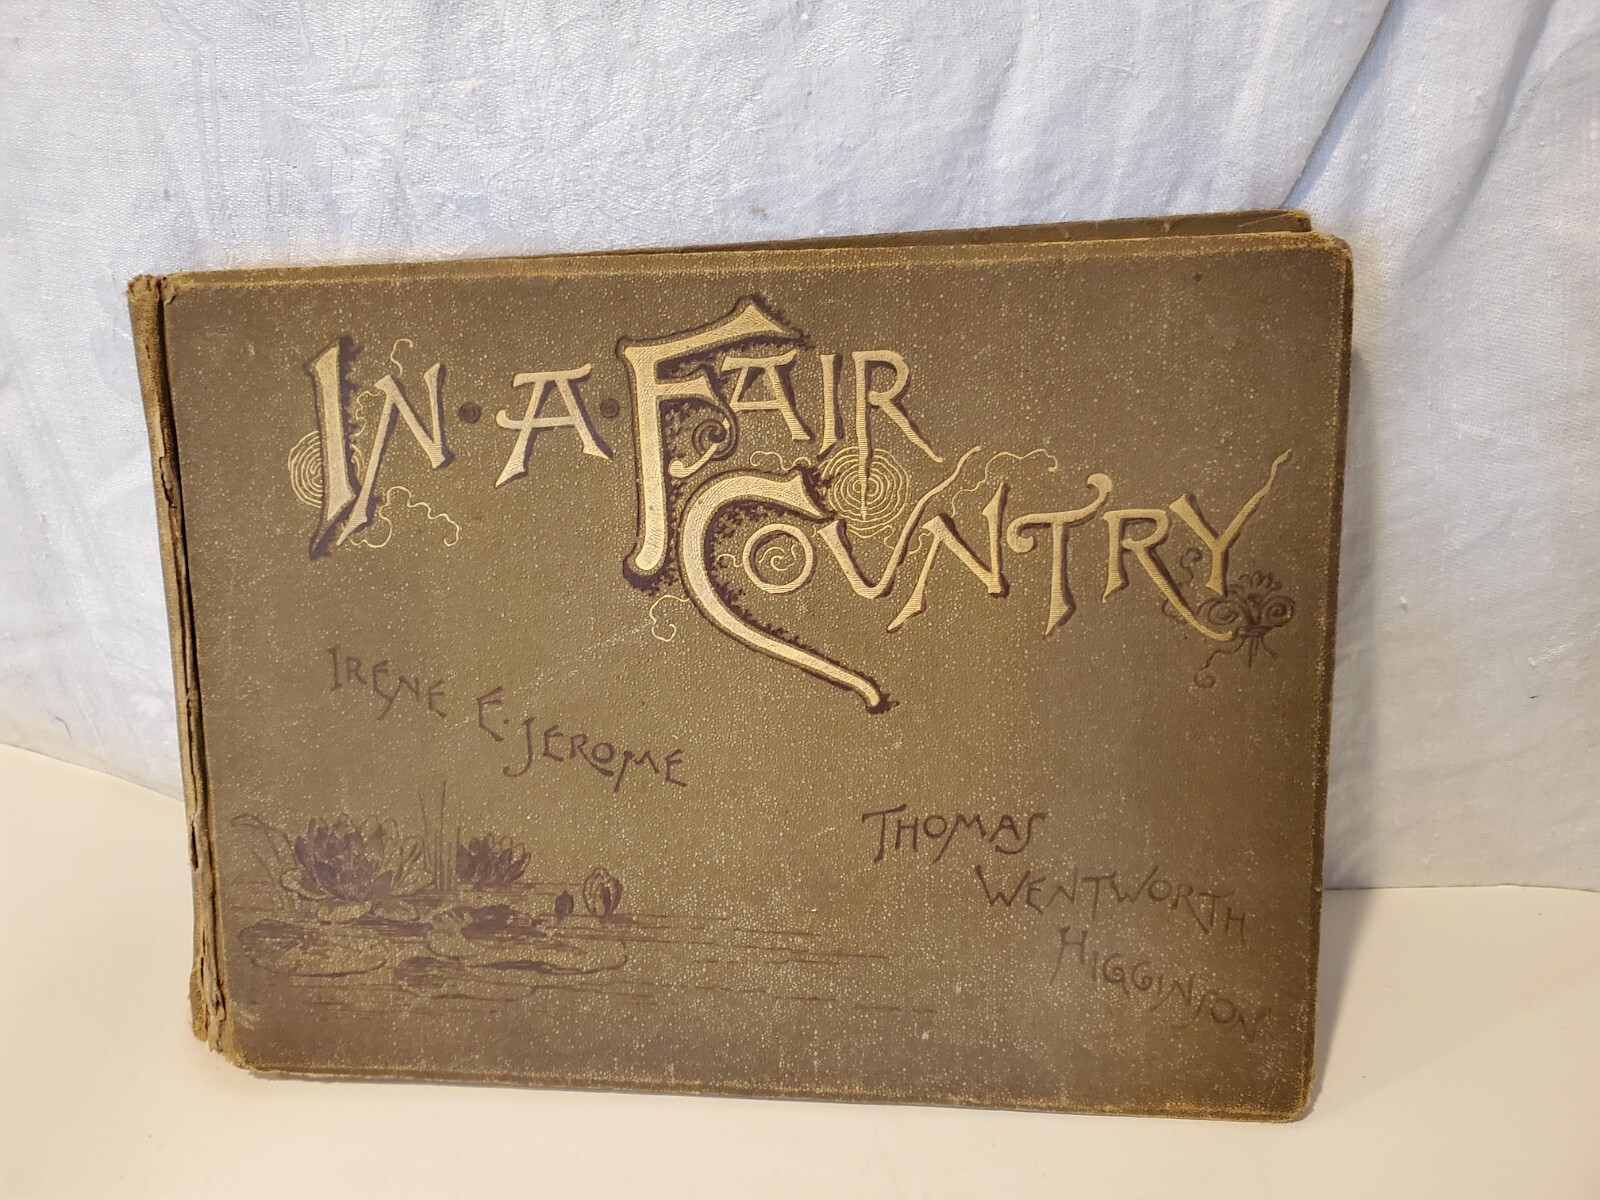 IN · A · FAIR
COUNTRY
IRENE E. JEROME
THOMAS
WENTWORTH
HIGGINSON